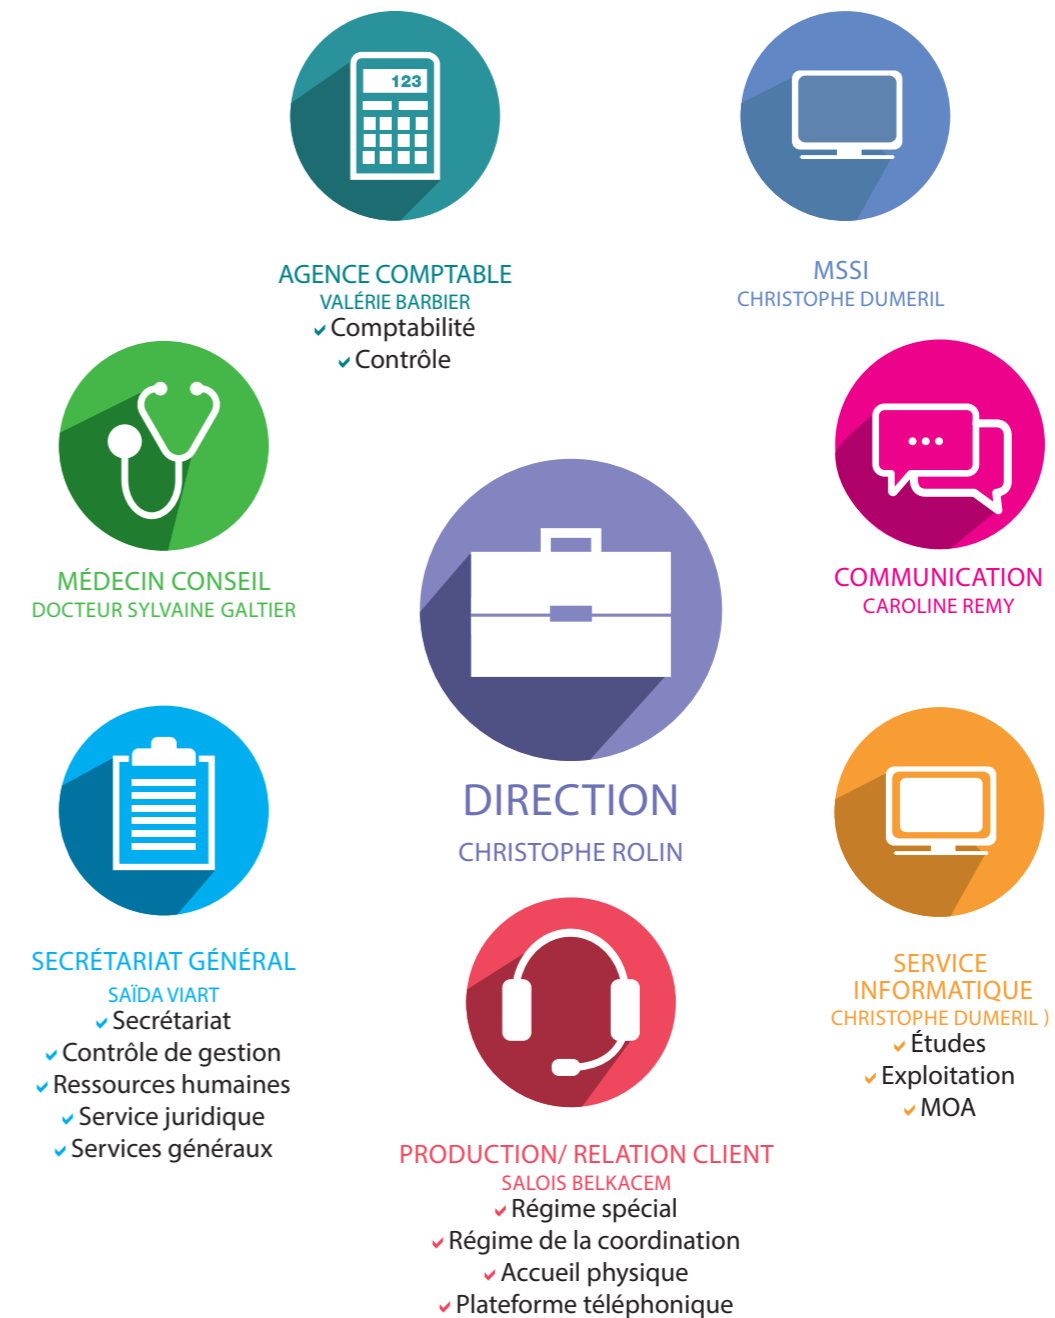 123
AGENCE COMPTABLE
VALÉRIE BARBIER
Comptabilité
Contrôle
MSSI
CHRISTOPHE DUMERIL
MÉDECIN CONSEIL
DOCTEUR SYLVAINE GALTIER
COMMUNICATION
CAROLINE REMY
DIRECTION
CHRISTOPHE ROLIN
SECRÉTARIAT GÉNÉRAL
SAÏDA VIART
Secrétariat
Contrôle de gestion
Ressources humaines
Service juridique
Services généraux
SERVICE
INFORMATIQUE
CHRISTOPHE DUMERIL )
Études
Exploitation
MOA
PRODUCTION/ RELATION CLIENT
SALOIS BELKACEM
Régime spécial
Régime de la coordination
Accueil physique
Plateforme téléphonique